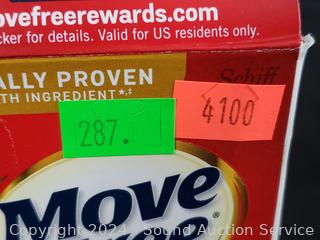 ovefreerewards.com
cker for details. Valid for US residents only.
ALLY PROVEN
TH INGREDIENT*,‡
Schiff
4100
287.
Move
Free®
Copyright 2024 - Sound Auction Service